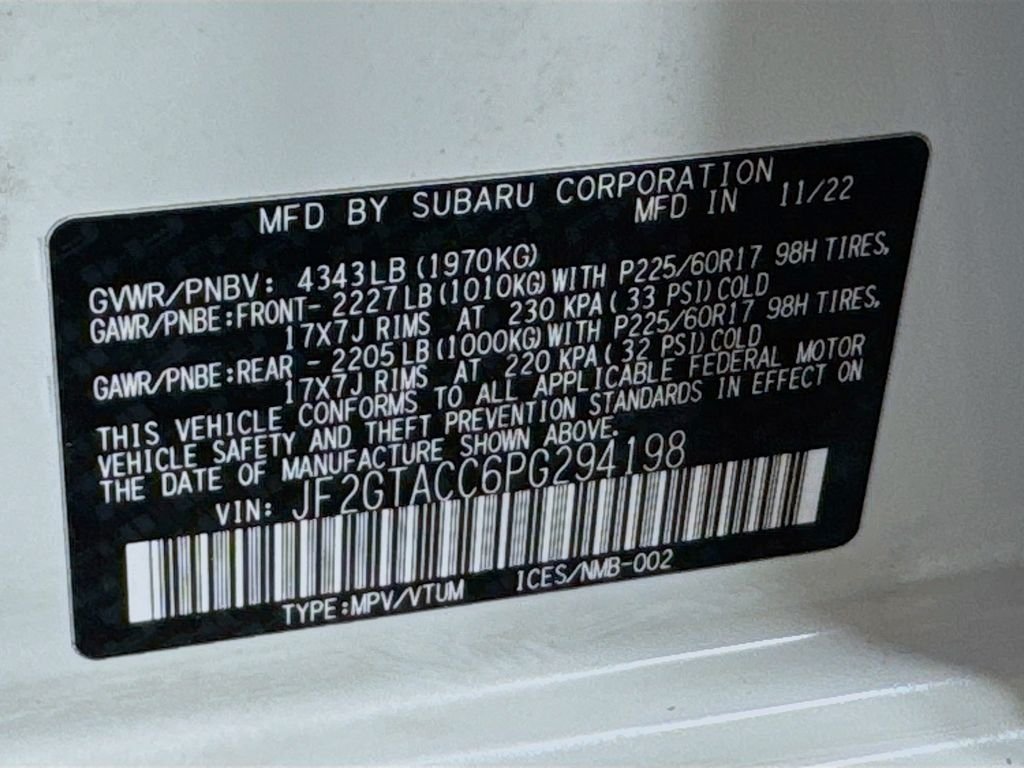 MFD BY SUBARU CORPORATION
MFD IN 11/22
GVWR/PNBV: 4343LB (1970KG)
GAWR/PNBE:FRONT- 2227LB(1010KG)WITH P225/60R17 98H TIRES,
17X7J RIMS AT 230 KPA( 33 PSI)COLD
GAWR/PNBE:REAR - 2205LB(1000KG)WITH P225/60R17 98H TIRES,
17X7J RIMS AT 220 KPA( 32 PSI)COLD
THIS VEHICLE CONFORMS TO ALL APPLICABLE FEDERAL MOTOR
VEHICLE SAFETY AND THEFT PREVENTION STANDARDS IN EFFECT ON
THE DATE OF MANUFACTURE SHOWN ABOVE.
VIN: JF2GTACC6PG294198
TYPE:MPV/VTUM ICES/NMB-002